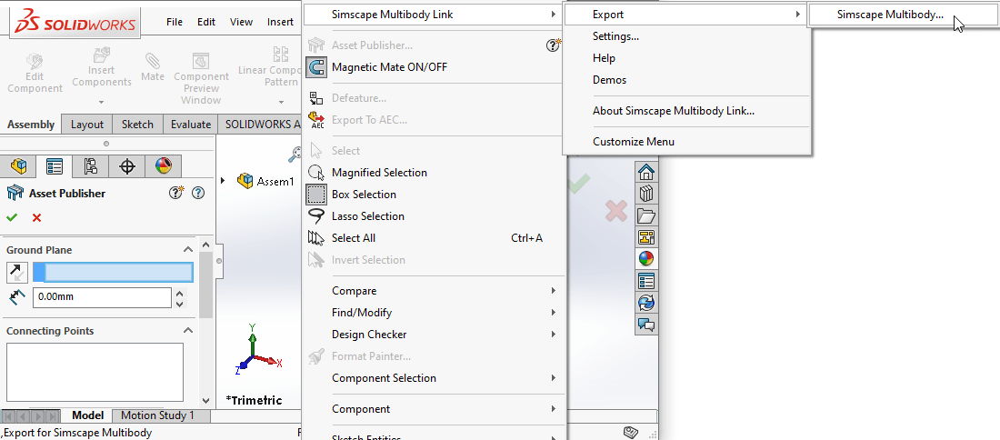 SOLIDWORKS
File Edit View Insert
Edit Component
Insert Components
Mate
Component Preview Window
Linear Compo
Pattern
Assembly Layout Sketch Evaluate SOLIDWORKS A
Asset Publisher
Ground Plane
0.00mm
Connecting Points
Assem1
Y
X
Z
*Trimetric
Model Motion Study 1
,Export for Simscape Multibody
Simscape Multibody Link
Asset Publisher...
Magnetic Mate ON/OFF
Defeature...
AEC Export To AEC...
Select
Magnified Selection
Box Selection
Lasso Selection
Select All Ctrl+A
Invert Selection
Compare
Find/Modify
Design Checker
Format Painter...
Component Selection
Component
Sketch Entities
Export
Settings...
Help
Demos
About Simscape Multibody Link...
Customize Menu
Simscape Multibody...